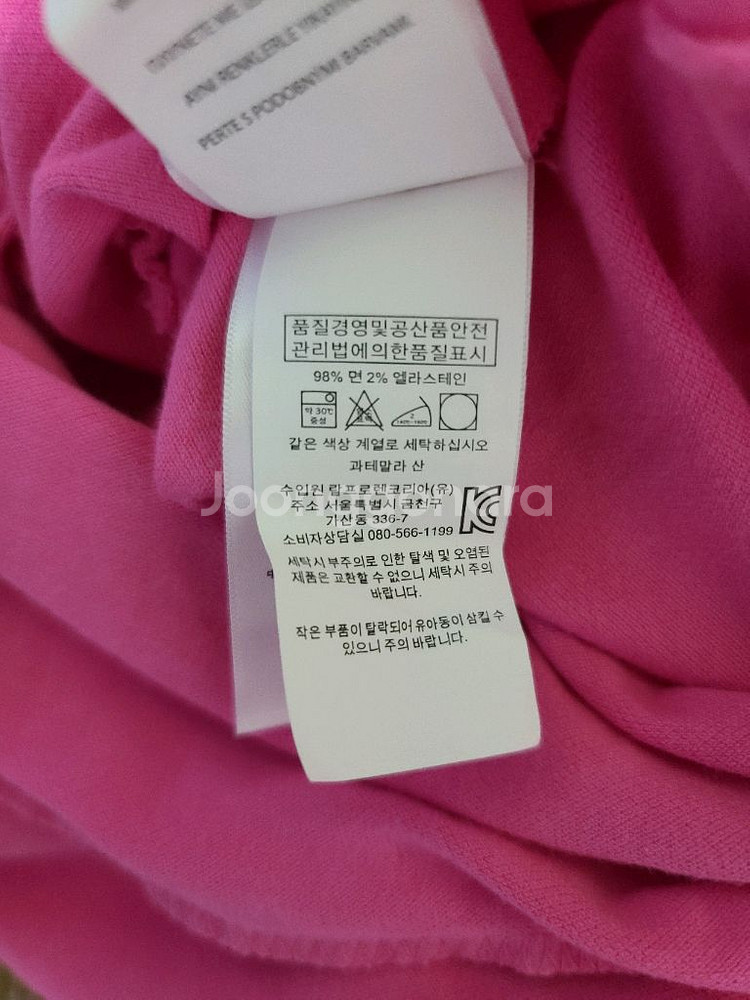 AYNI RENKLERLE
PERTE S PODOBNÝMI BARVAMI
품질경영및공산품안전
관리법에의한품질표시
98% 면 2% 엘라스테인
약 30℃
중성
같은 색상 계열로 세탁하십시오
과테말라 산
수입원 랄프로렌코리아(유)
주소 서울특별시 금천구
가산동 336-7
소비자상담실 080-566-1199
세탁시 부주의로 인한 탈색 및 오염된
제품은 교환할 수 없으니 세탁시 주의
바랍니다.
작은 부품이 탈락되어 유아동이 삼킬 수
있으니 주의 바랍니다.